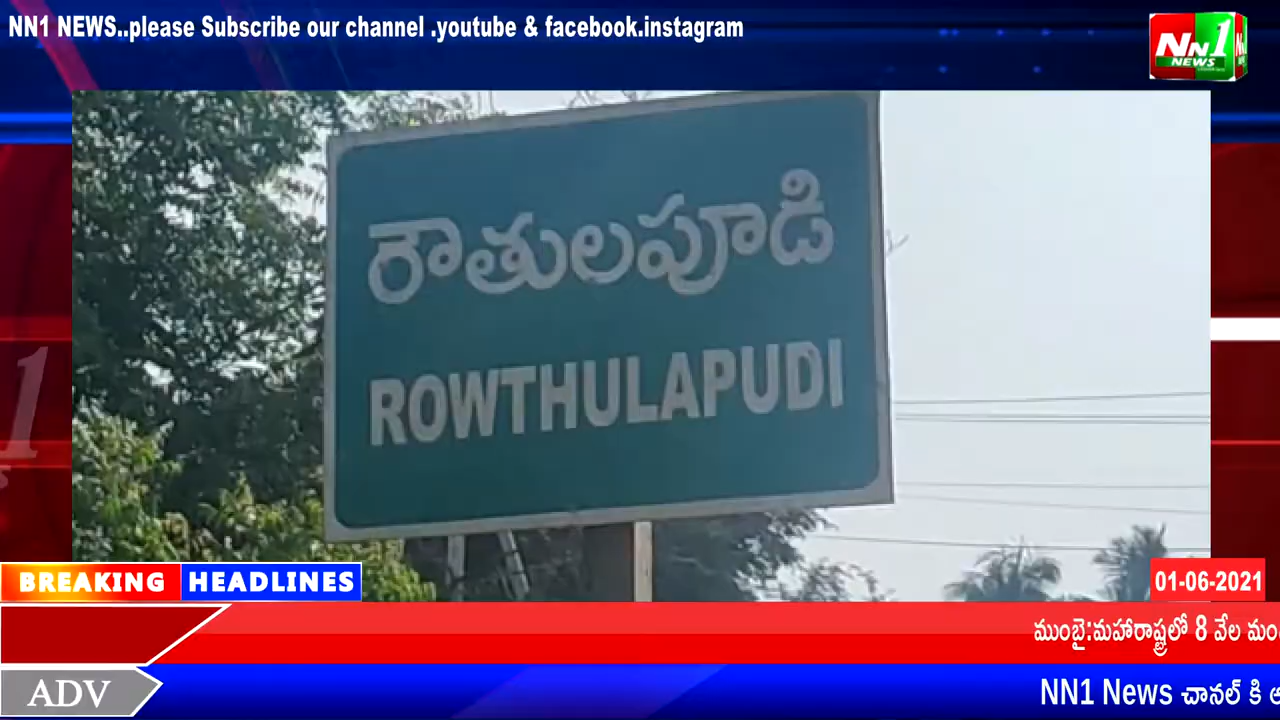 NN1 NEWS..please Subscribe our channel .youtube & facebook.instagram
NN1
NEWS
రౌతులపూడి
ROWTHULAPUDI
BREAKING HEADLINES
01-06-2021
ముంబై:మహారాష్ట్రలో 8 వేల
ADV
NN1 News చానల్ కి